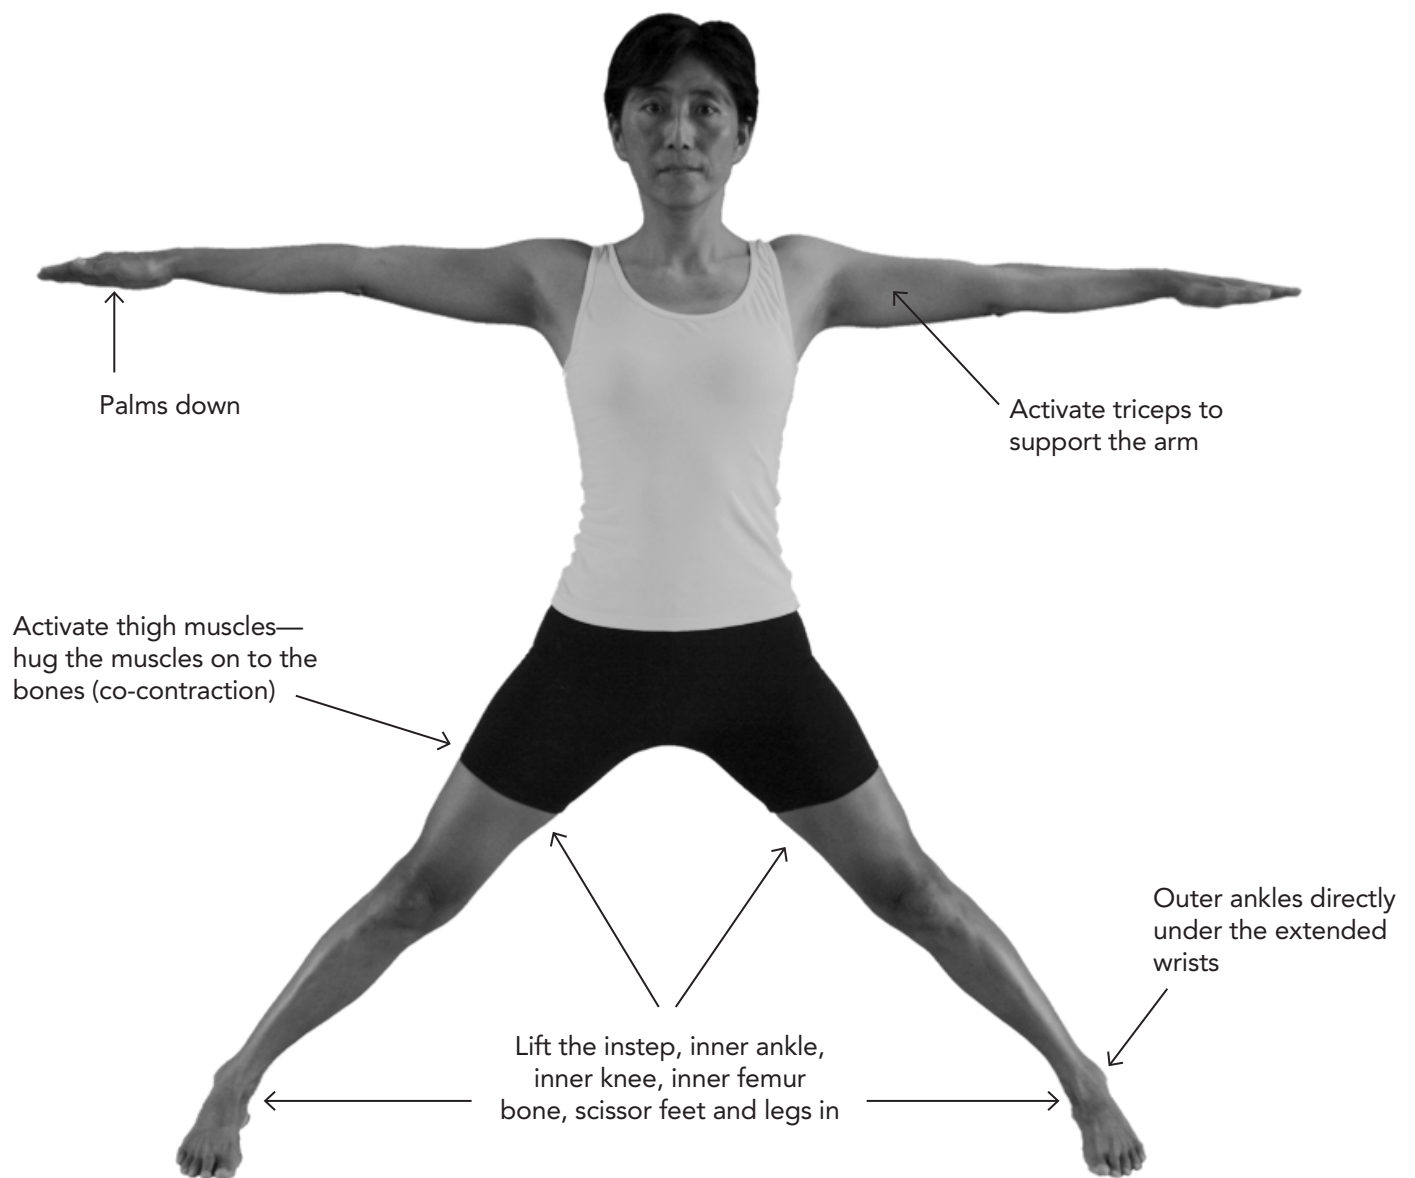 Palms down
Activate triceps to
support the arm
Activate thigh muscles—
hug the muscles on to the
bones (co-contraction)
Outer ankles directly
under the extended
wrists
Lift the instep, inner ankle,
inner knee, inner femur
bone, scissor feet and legs in